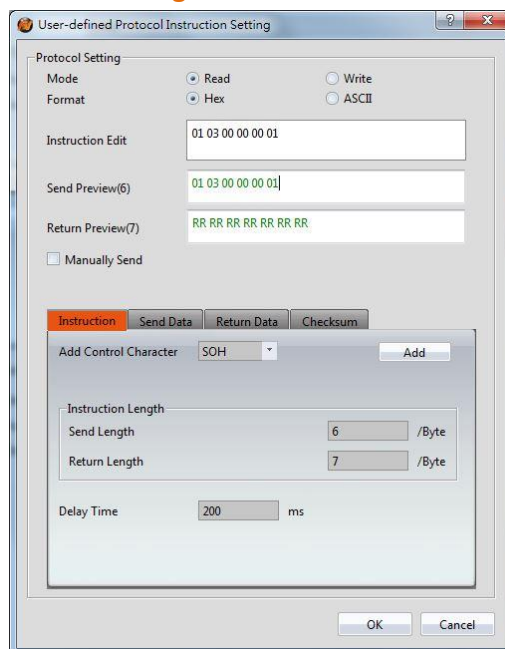 User-defined Protocol Instruction Setting
Protocol Setting
Mode Read Write
Format Hex ASCII
Instruction Edit 01 03 00 00 00 01
Send Preview(6) 01 03 00 00 00 01
Return Preview(7) RR RR RR RR RR RR RR
Manually Send
Instruction Send Data Return Data Checksum
Add Control Character SOH Add
Instruction Length
Send Length 6 /Byte
Return Length 7 /Byte
Delay Time 200 ms
OK Cancel